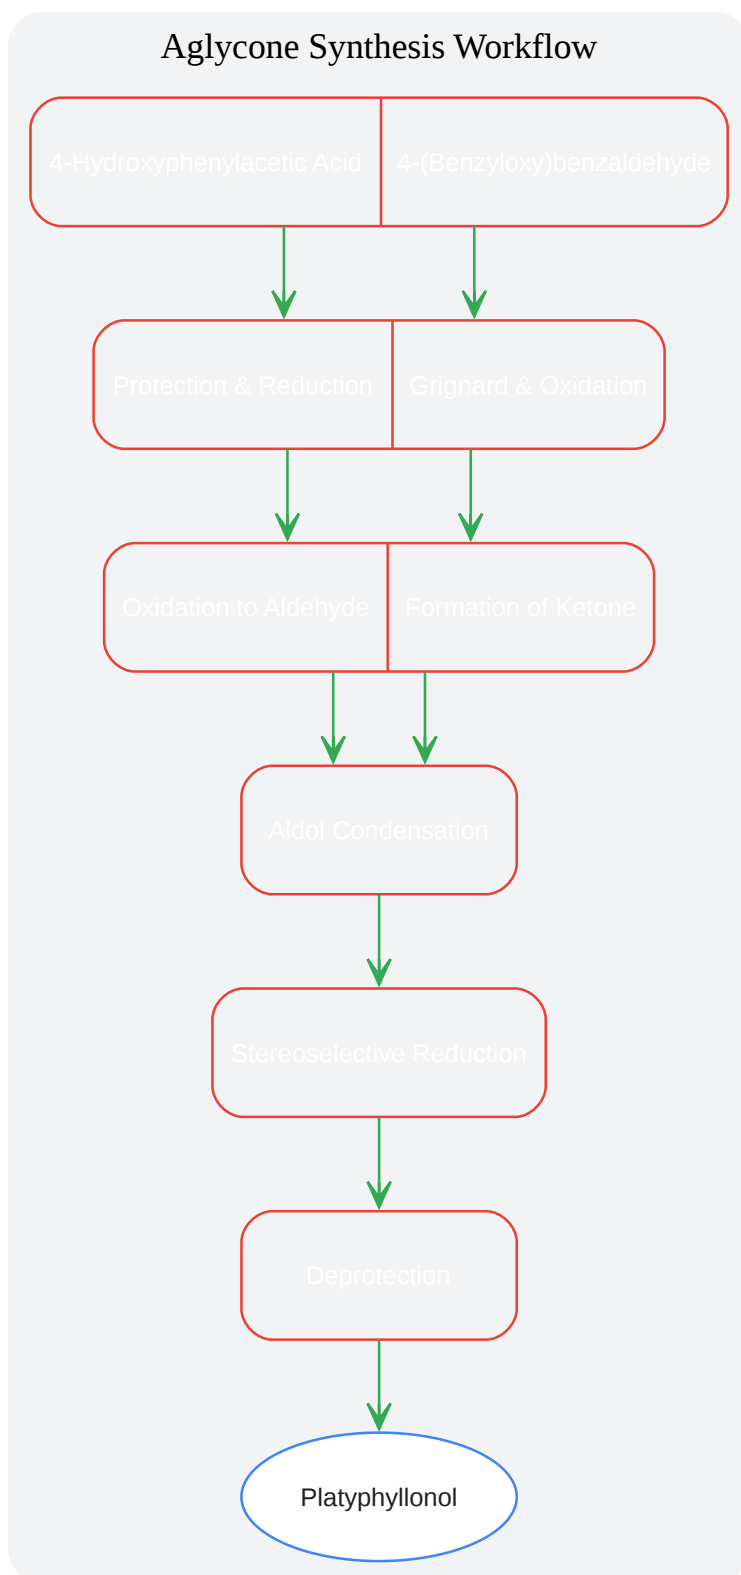 Aglycone Synthesis Workflow
4-Hydroxyphenylacetic Acid
4-(Benzyloxy)benzaldehyde
Protection & Reduction
Grignard & Oxidation
Oxidation to Aldehyde
Formation of Ketone
Aldol Condensation
Stereoselective Reduction
Deprotection
Platyphyllonol